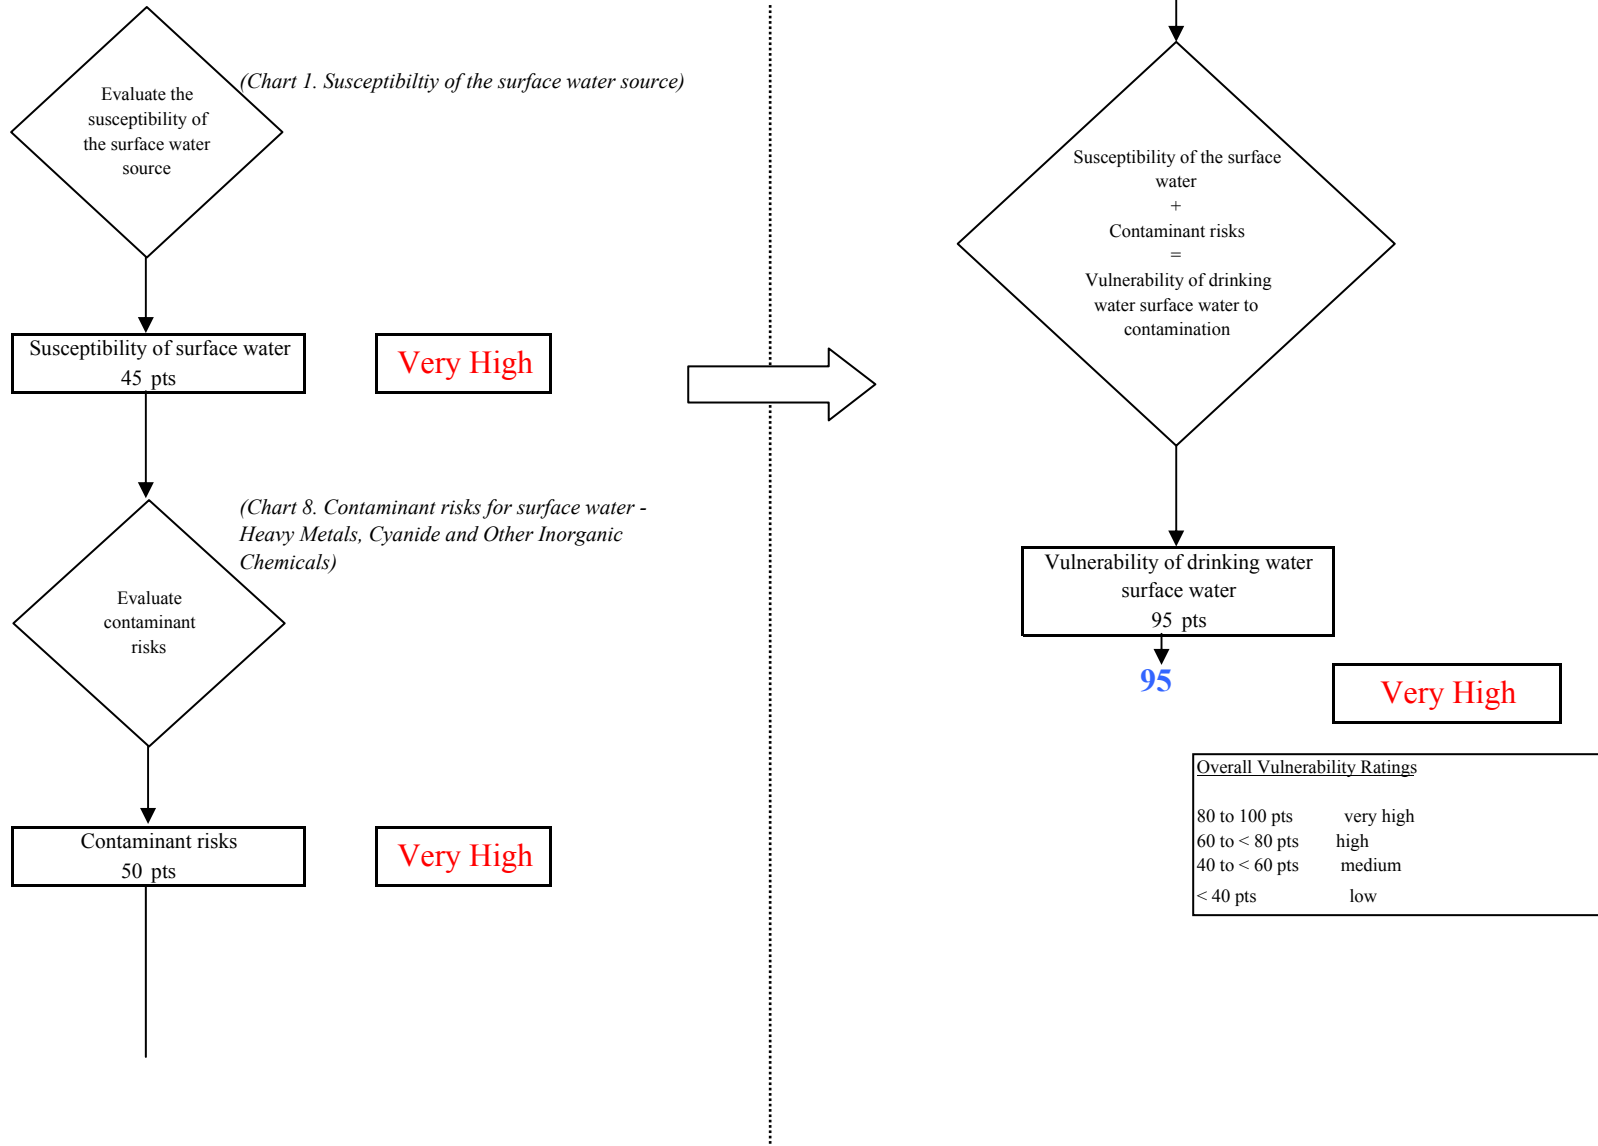 (Chart 1. Susceptibiltiy of the surface water source)
Evaluate the
susceptibility of
the surface water
source
Susceptibility of surface water
45 pts
Very High
(Chart 8. Contaminant risks for surface water -
Heavy Metals, Cyanide and Other Inorganic
Chemicals)
Evaluate
contaminant
risks
Contaminant risks
50 pts
Very High
Susceptibility of the surface
water
+
Contaminant risks
=
Vulnerability of drinking
water surface water to
contamination
Vulnerability of drinking water
surface water
95 pts
95
Very High
Overall Vulnerability Ratings
80 to 100 pts very high
60 to < 80 pts high
40 to < 60 pts medium
< 40 pts low